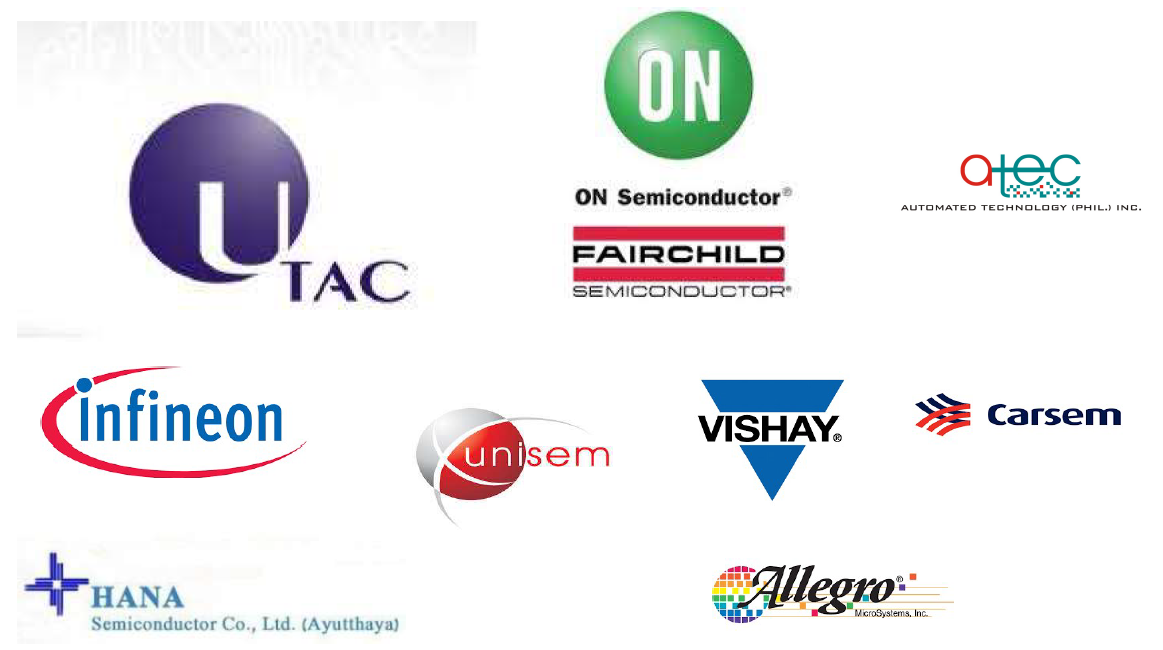 UTAC
ON
ON Semiconductor®
FAIRCHILD
SEMICONDUCTOR®
atec
AUTOMATED TECHNOLOGY (PHIL.) INC.
infineon
unisem
VISHAY®
Carsem
HANA
Semiconductor Co., Ltd. (Ayutthaya)
Allegro®
MicroSystems, Inc.